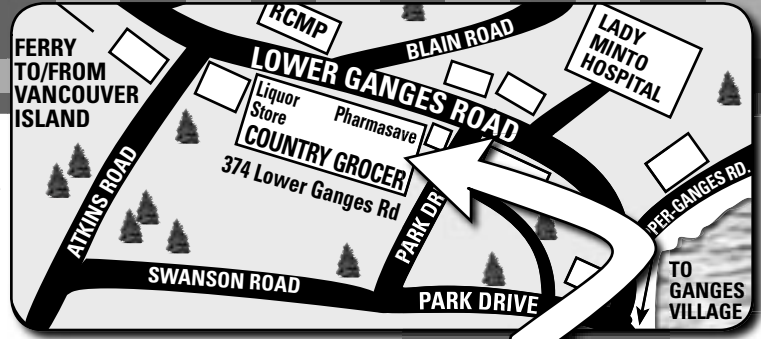 RCMP
BLAIN ROAD
LADY
MINTO
HOSPITAL
FERRY
TO/FROM
VANCOUVER
ISLAND
LOWER GANGES ROAD
Liquor
Store
Pharmasave
COUNTRY GROCER
374 Lower Ganges Rd
ATKINS ROAD
PARK DR
PER-GANGES RD.
SWANSON ROAD
PARK DRIVE
TO
GANGES
VILLAGE